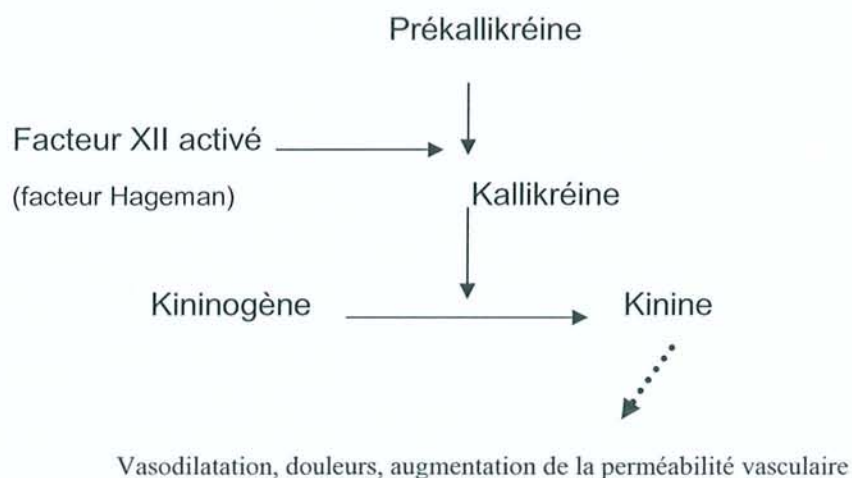 Prékallikréine
Facteur XII activé
(facteur Hageman)
Kallikréine
Kininogène
Kinine
Vasodilatation, douleurs, augmentation de la perméabilité vasculaire